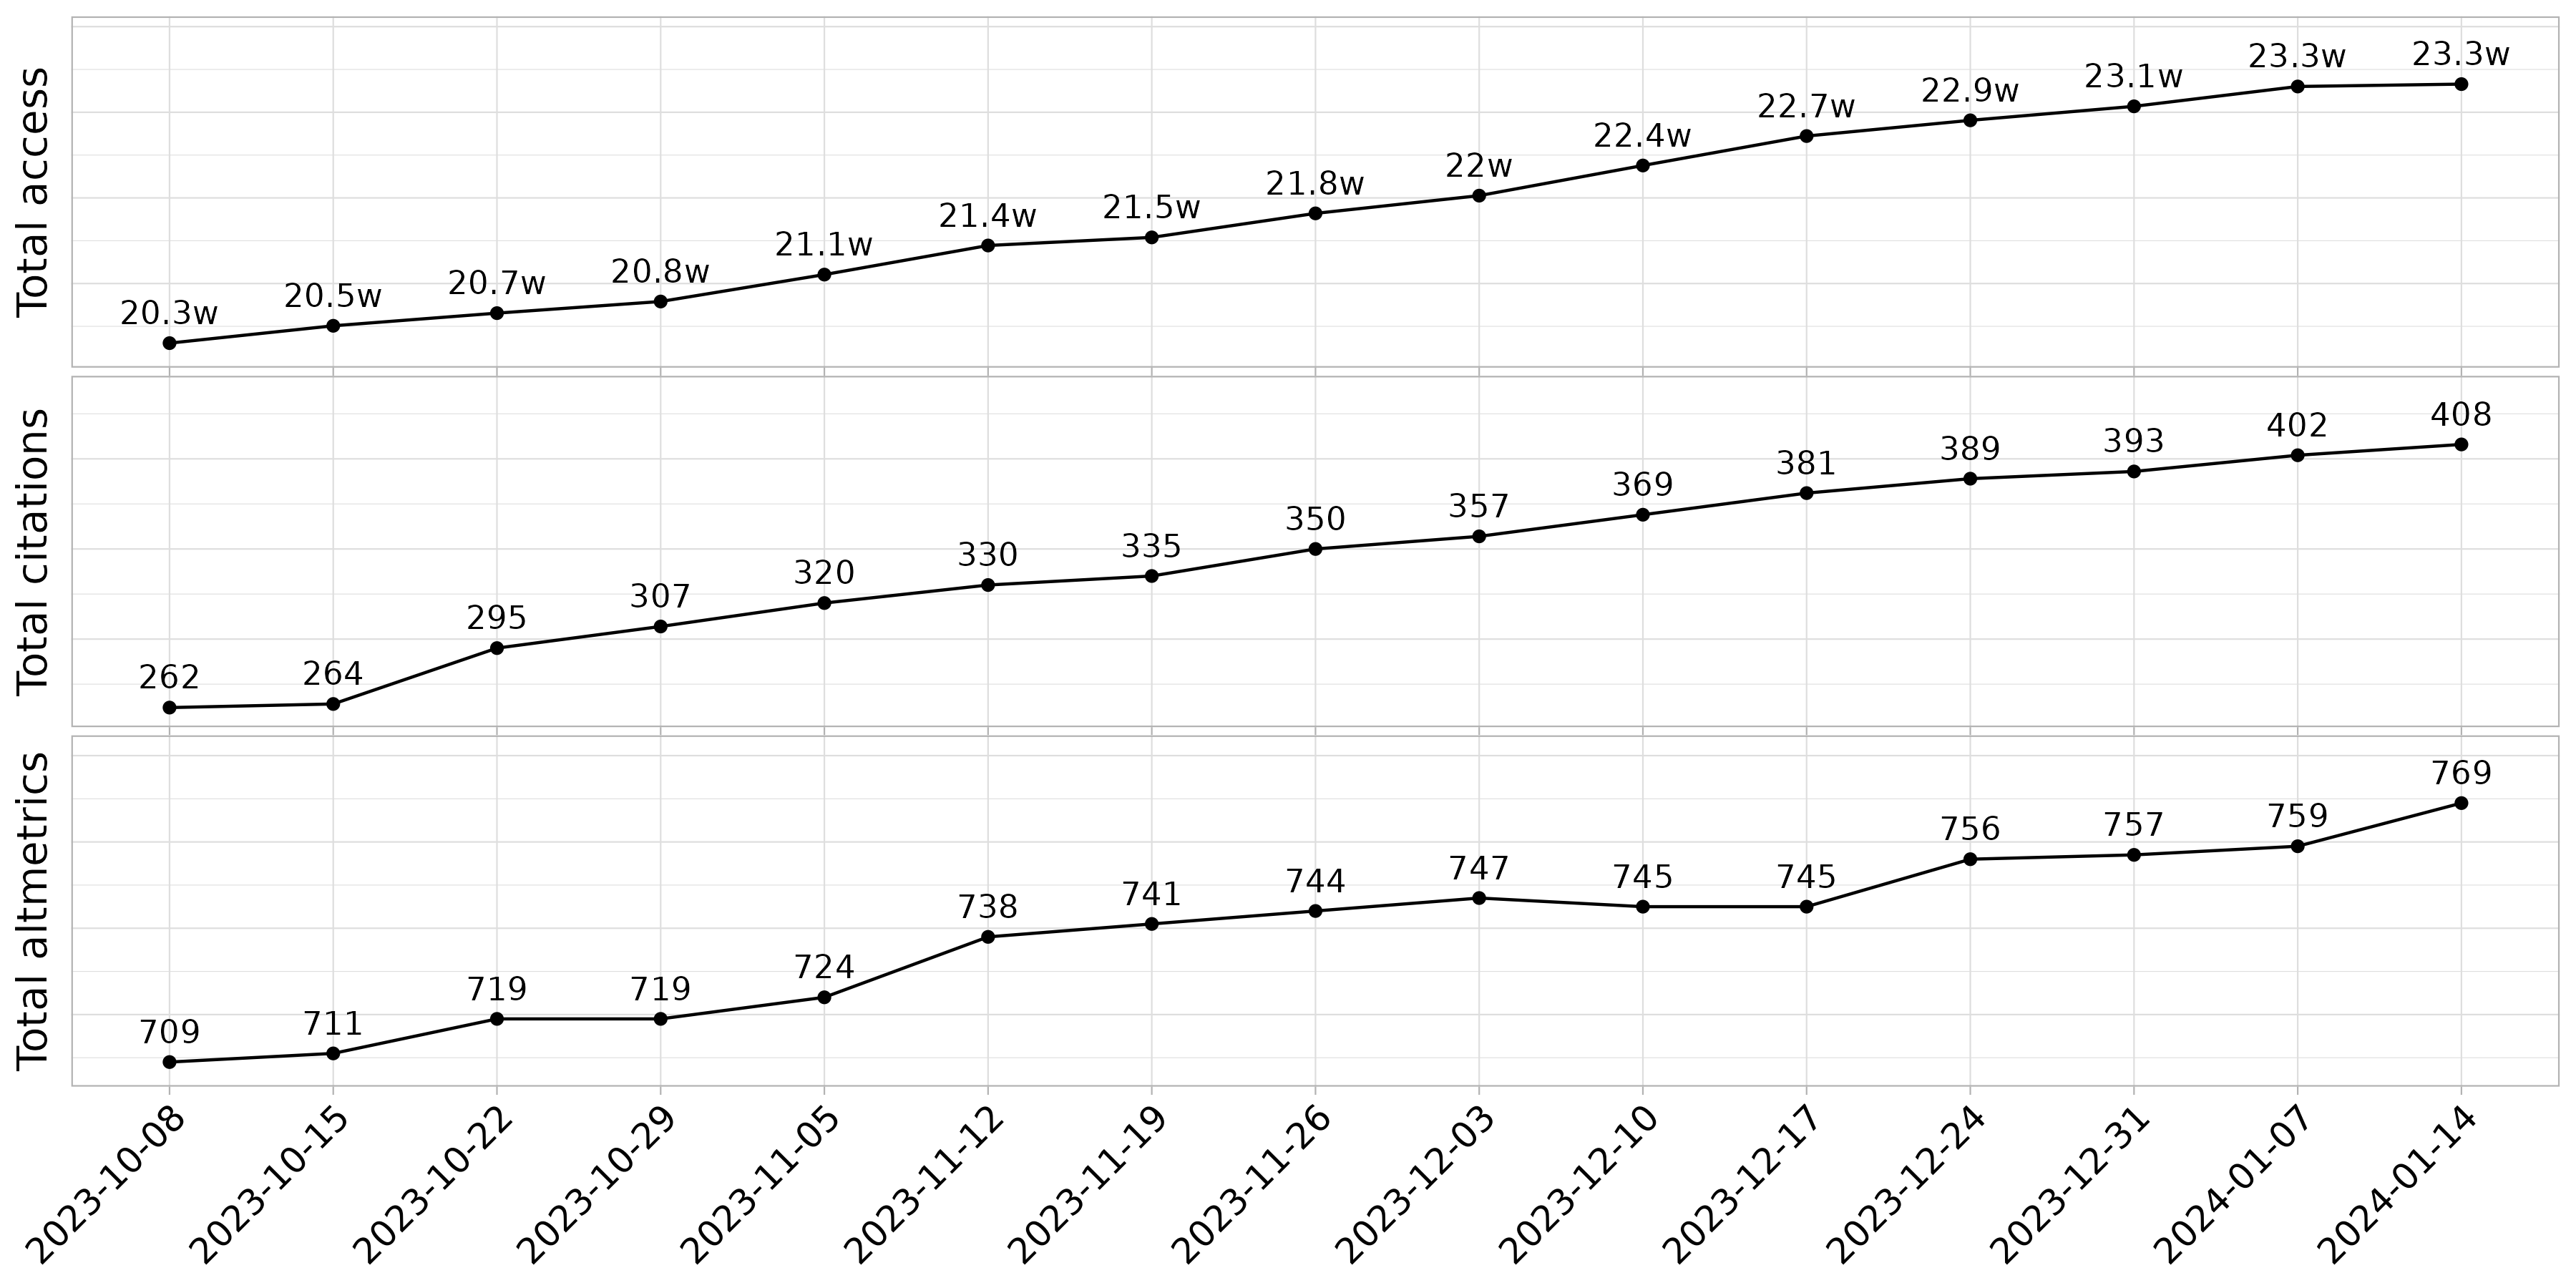 Total access
20.3w 20.5w 20.7w 20.8w 21.1w 21.4w 21.5w 21.8w 22w 22.4w 22.7w 22.9w 23.1w 23.3w 23.3w
Total citations
262 264 295 307 320 330 335 350 357 369 381 389 393 402 408
Total altmetrics
709 711 719 719 724 738 741 744 747 745 745 756 757 759 769
2023-10-08 2023-10-15 2023-10-22 2023-10-29 2023-11-05 2023-11-12 2023-11-19 2023-11-26 2023-12-03 2023-12-10 2023-12-17 2023-12-24 2023-12-31 2024-01-07 2024-01-14